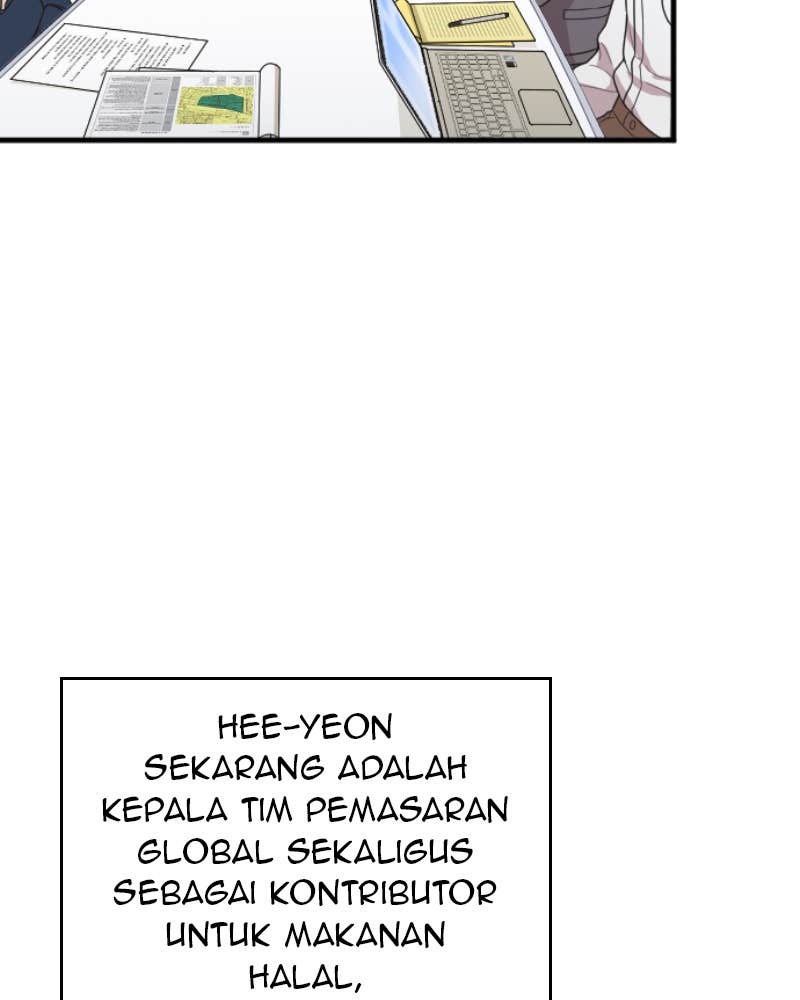 HEE-YEON
SEKARANG ADALAH
KEPALA TIM PEMASARAN
GLOBAL SEKALIGUS
SEBAGAI KONTRIBUTOR
UNTUK MAKANAN
HALAL,